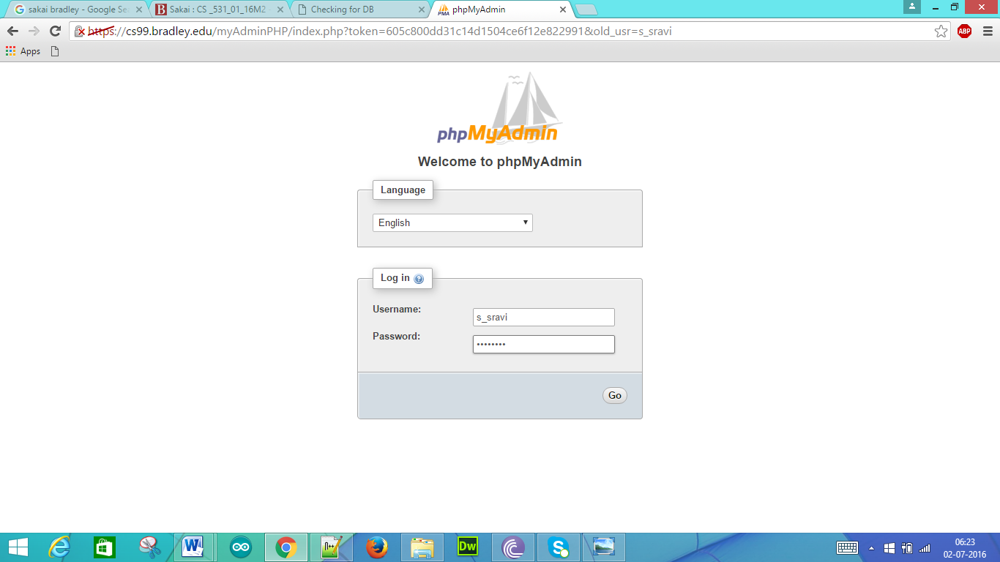 sakai bradley - Google Se
Sakai : CS _531_01_16M2
Checking for DB
phpMyAdmin
https://cs99.bradley.edu/myAdminPHP/index.php?token=605c800dd31c14d1504ce6f12e822991&old_usr=s_sravi
ABP
Apps
phpMyAdmin
Welcome to phpMyAdmin
Language
English
Log in
Username:
s_sravi
Password:
••••••••
Go
06:23
02-07-2016